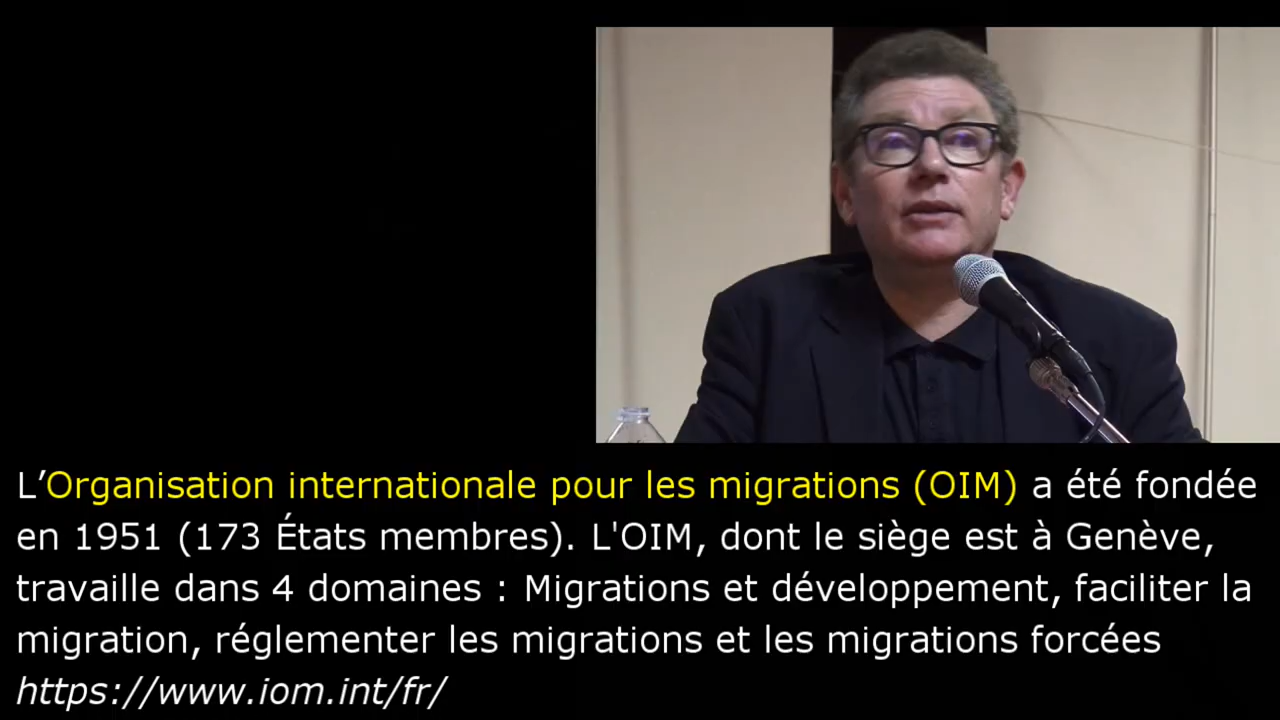 L’Organisation internationale pour les migrations (OIM) a été fondée
en 1951 (173 États membres). L'OIM, dont le siège est à Genève,
travaille dans 4 domaines : Migrations et développement, faciliter la
migration, réglementer les migrations et les migrations forcées
https://www.iom.int/fr/